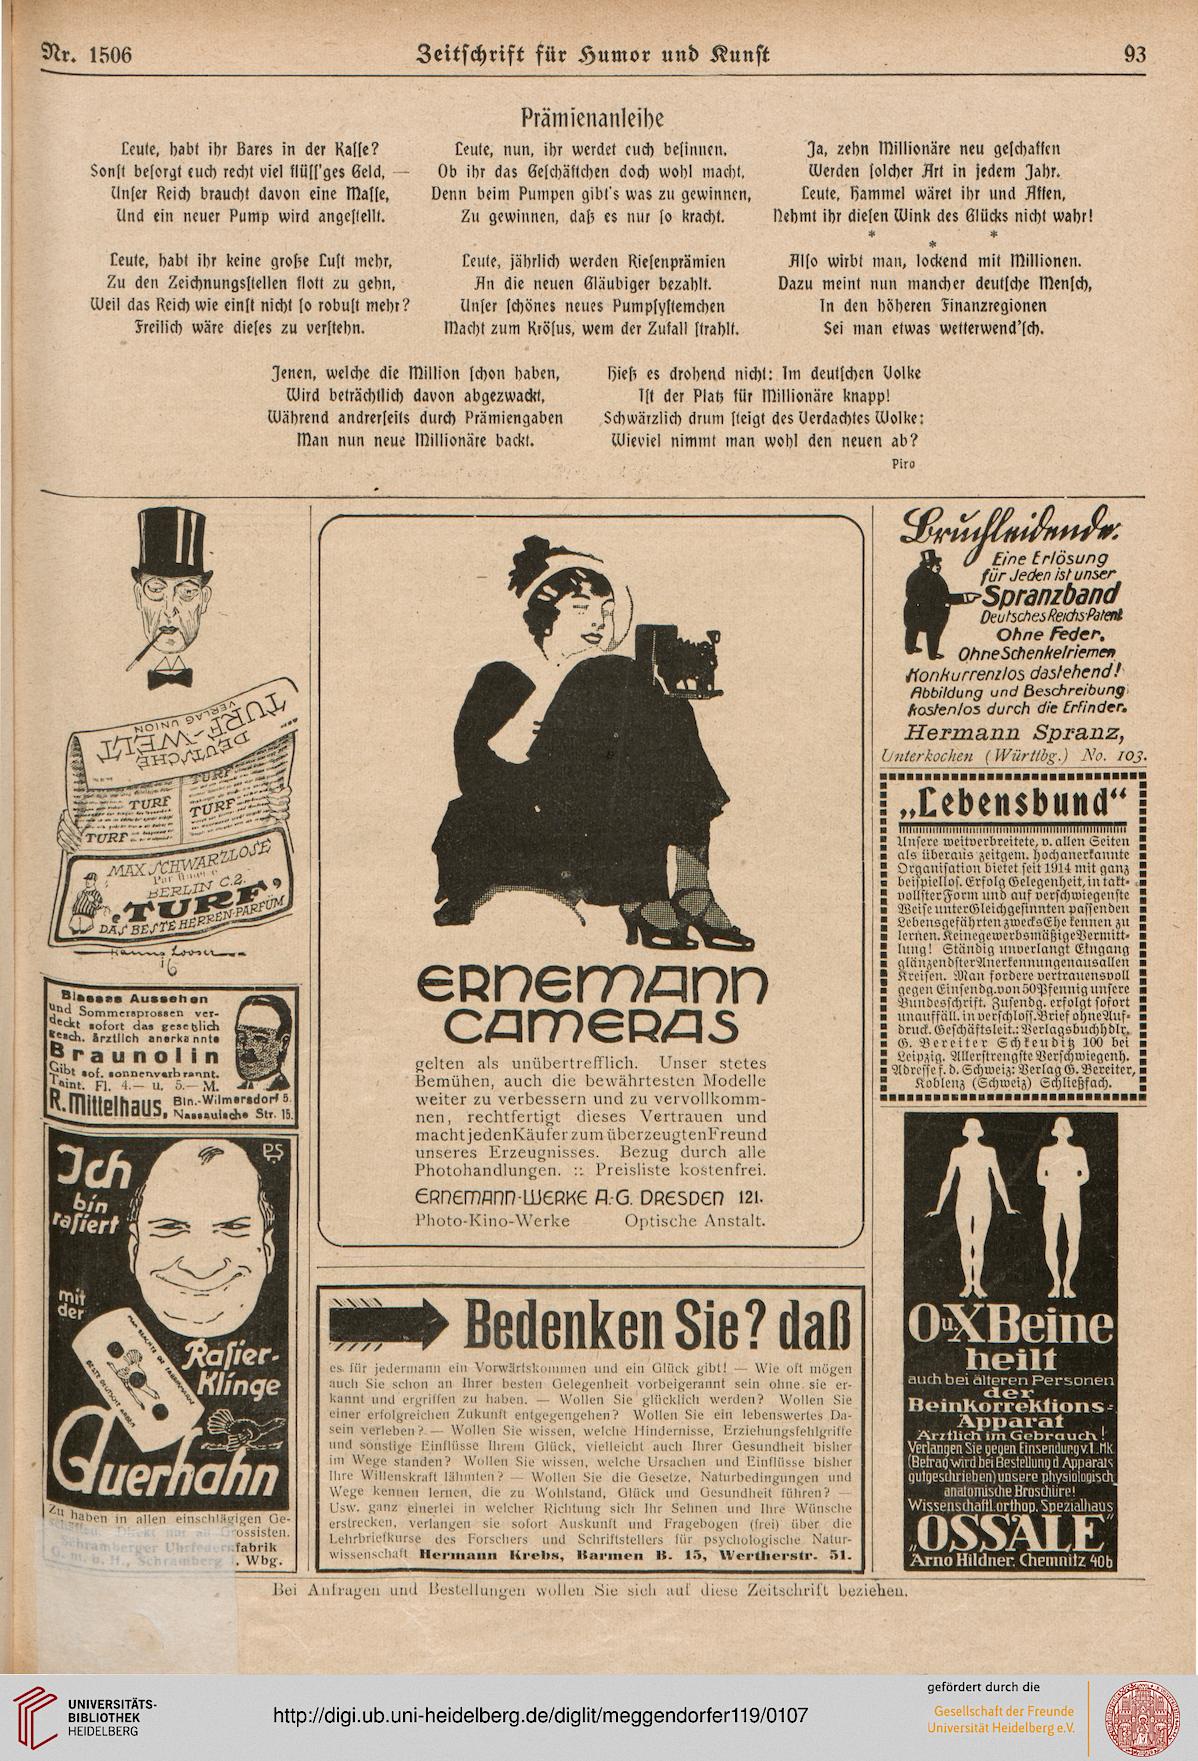 Nr. 1506
Zeitschrift für Humor und Kunst
93
Prämienanleihe
Leute, habt ihr Bares in der Kasse?
Sonst besorgt euch recht viel flüss'ges Geld, —
Unser Reich braucht davon eine Masse,
Und ein neuer Pump wird angestellt.
Leute, habt ihr keine große Lust mehr,
Zu den Zeichnungsstellen flott zu gehn,
Weil das Reich wie einst nicht so robust mehr?
Freilich wäre dieses zu verstehn.
Leute, nun, ihr werdet euch besinnen,
Ob ihr das Geschäftchen doch wohl macht,
Denn beim Pumpen gibt's was zu gewinnen,
Zu gewinnen, daß es nur so kracht.
Leute, jährlich werden Riesenprämien
An die neuen Gläubiger bezahlt.
Unser schönes neues Pumpsystemchen
Macht zum Krösus, wem der Zufall strahlt.
Ja, zehn Millionäre neu geschaffen
Werden solcher Art in jedem Jahr.
Leute, Hammel wäret ihr und Affen,
Nehmt ihr diesen Wink des Glücks nicht wahr!
* * *
Also wirbt man, lockend mit Millionen.
Dazu meint nun mancher deutsche Mensch,
In den höheren Finanzregionen
Sei man etwas wetterwend'sch.
Jenen, welche die Million schon haben,
Wird beträchtlich davon abgezwackt,
Während andrerseits durch Prämiengaben
Man nun neue Millionäre backt.
Hieß es drohend nicht: Im deutschen Volke
Ist der Platz für Millionäre knapp!
Schwärzlich drum steigt des Verdachtes Wolke:
Wieviel nimmt man wohl den neuen ab?
Piro
DEUTSCHE
TURF-WELT
VERLAG UNION
TURF
TURF
TURF
TURF
MAX SCHWARZLOSE
BERLIN C.2.
"TURF"
DAS BESTE HERREN-PARFÜM
Hanns Looser
16
Blasses Aussehen
und Sommersprossen ver-
deckt sofort das gesetzlich
gesch. ärztlich anerkannte
Braunolin
Gibt sof. sonnenverbrannt.
Taint. Fl. 4.— u. 5.— M.
R. Mittelhaus, Bln.-Wilmersdorf 5.
Nassauische Str. 15.
PS
Ich
bin
rasiert
mit
der
Rasier-
Klinge
Querhahn
Zu haben in allen einschlägigen Ge-
schäften. Direkt nur an Grossisten.
Schramberger Uhrfedernfabrik
G. m. b. H., Schramberg i. Wbg.
ERNEMANN
CAMERAS
gelten als unübertrefflich. Unser stetes
Bemühen, auch die bewährtesten Modelle
weiter zu verbessern und zu vervollkomm-
nen, rechtfertigt dieses Vertrauen und
macht jeden Käufer zum überzeugten Freund
unseres Erzeugnisses. Bezug durch alle
Photohandlungen. :: Preisliste kostenfrei.
ERNEMANN-WERKE A.-G. DRESDEN 121.
Photo-Kino-Werke Optische Anstalt.
Bedenken Sie? daß
es für jedermann ein Vorwärtskommen und ein Glück gibt! — Wie oft mögen
auch Sie schon an Ihrer besten Gelegenheit vorbeigerannt sein ohne sie er-
kannt und ergriffen zu haben. — Wollen Sie glücklich werden? Wollen Sie
einer erfolgreichen Zukunft entgegengehen? Wollen Sie ein lebenswertes Da-
sein verleben? — Wollen Sie wissen, welche Hindernisse, Erziehungsfehlgriffe
und sonstige Einflüsse Ihrem Glück, vielleicht auch Ihrer Gesundheit bisher
im Wege standen? Wollen Sie wissen, welche Ursachen und Einflüsse bisher
Ihre Willenskraft lähmten? — Wollen Sie die Gesetze, Naturbedingungen und
Wege kennen lernen, die zu Wohlstand, Glück und Gesundheit führen? —
Usw. ganz einerlei in welcher Richtung sich Ihr Sehnen und Ihre Wünsche
erstrecken, verlangen sie sofort Auskunft und Fragebogen (frei) über die
Lehrbriefkurse des Forschers und Schriftstellers für psychologische Natur-
wissenschaft Hermann Krebs, Barmen B. 15, Wertherstr. 51.
Bruchleidende.
Eine Erlösung
für Jeden ist unser
Spranzband
Deutsches Reichs-Patent
Ohne Feder.
Ohne Schenkelriemen
Konkurrenzlos dastehend!
Abbildung und Beschreibung
kostenlos durch die Erfinder.
Hermann Spranz,
Unterkochen (Württbg.) No. 103.
„Lebensbund“
Unsere weitverbreitete, v. allen Seiten
als überaus zeitgem. hochanerkannte
Organisation bietet seit 1914 mit ganz
beispiellos. Erfolg Gelegenheit, in takt-
vollster Form und auf verschwiegenste
Weise unter Gleichgesinnten passenden
Lebensgefährten zwecks Ehe kennen zu
lernen. Keine gewerbsmäßige Vermitt-
lung! Ständig unverlangt Eingang
glänzendster Anerkennungen aus allen
Kreisen. Man fordere vertrauensvoll
gegen Einsendg. von 50 Pfennig unsere
Bundesschrift. Zusendg. erfolgt sofort
unauffäll. in verschloss. Brief ohne Auf-
druck. Geschäftsleit.: Verlagsbuchhdlr.
G. Bereiter Schkeuditz 100 bei
Leipzig. Allerstrengste Verschwiegenh.
Adresse f. d. Schweiz: Verlag G. Bereiter,
Koblenz (Schweiz) Schließfach.
O u. X Beine
heilt
auch bei älteren Personen
der
Beinkorrektions-
Apparat
Ärztlich im Gebrauch!
Verlangen Sie gegen Einsendung v. 1. Mk
(Betrag wird bei Bestellung d Apparats
gutgeschrieben) unsere physiologisch
anatomische Broschüre!
Wissenschaftl. orthop. Spezialhaus
„OSSALE“
Arno Hildner. Chemnitz 40b
Bei Anfragen und Bestellungen wollen Sie sich auf diese Zeitschrift beziehen.
UNIVERSITÄTS-
BIBLIOTHEK
HEIDELBERG
http://digi.ub.uni-heidelberg.de/diglit/meggendorfer119/0107
gefördert durch die
Gesellschaft der Freunde
Universität Heidelberg e.V.